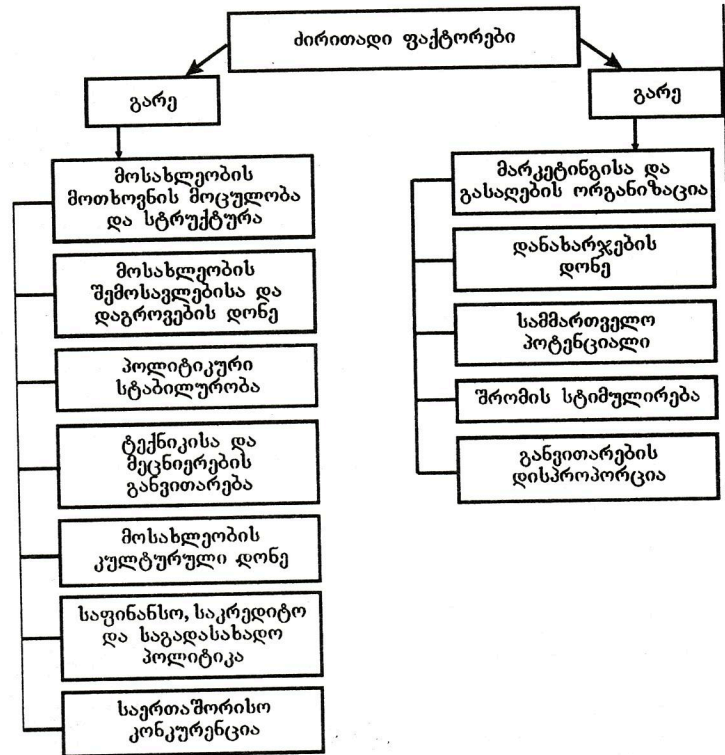 ძირითადი ფაქტორები
გარე
მოსახლეობის
მოთხოვნის მოცულობა
და სტრუქტურა
მოსახლეობის
შემოსავლებისა და
დაგროვების დონე
პოლიტიკური
სტაბილურობა
ტექნიკისა და
მეცნიერების
განვითარება
მოსახლეობის
კულტურული დონე
საფინანსო, საკრედიტო
და საგადასახადო
პოლიტიკა
საერთაშორისო
კონკურენცია
გარე
მარკეტინგისა და
გასაღების ორგანიზაცია
დანახარჯების
დონე
სამმართველო
პოტენციალი
შრომის სტიმულირება
განვითარების
დისპროპორცია